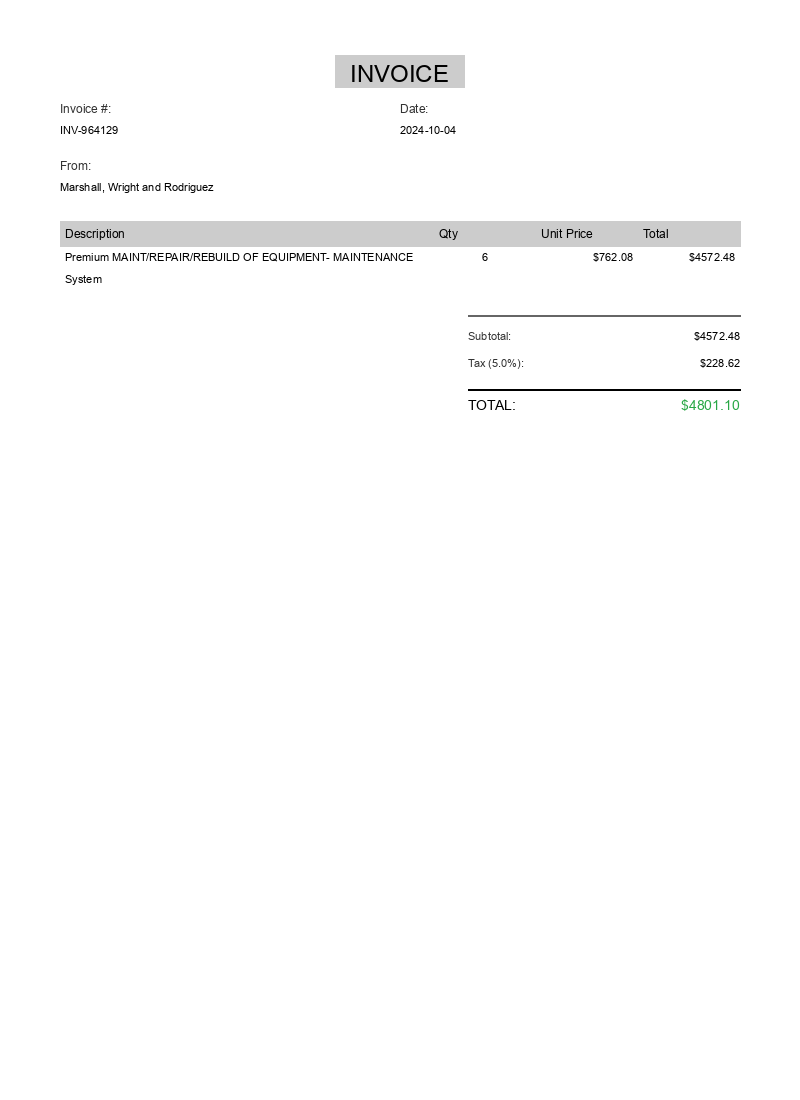 INVOICE
Invoice #: Date:
INV-964129 2024-10-04
From:
Marshall, Wright and Rodriguez
Description Qty Unit Price Total
Premium MAINT/REPAIR/REBUILD OF EQUIPMENT- MAINTENANCE 6 $762.08 $4572.48
System
Subtotal: $4572.48
Tax (5.0%): $228.62
TOTAL: $4801.10